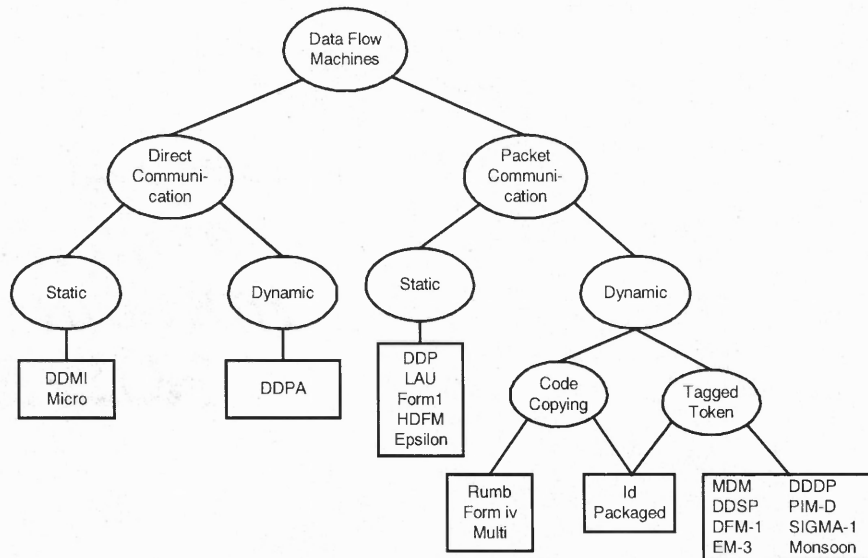 Data Flow
Machines
Direct
Communi-
cation
Packet
Communi-
cation
Static
Dynamic
Static
Dynamic
DDMI
Micro
DDPA
DDP
LAU
Form1
HDFM
Epsilon
Code
Copying
Tagged
Token
Rumb
Form iv
Multi
Id
Packaged
MDM DDDP
DDSP PIM-D
DFM-1 SIGMA-1
EM-3 Monsoon